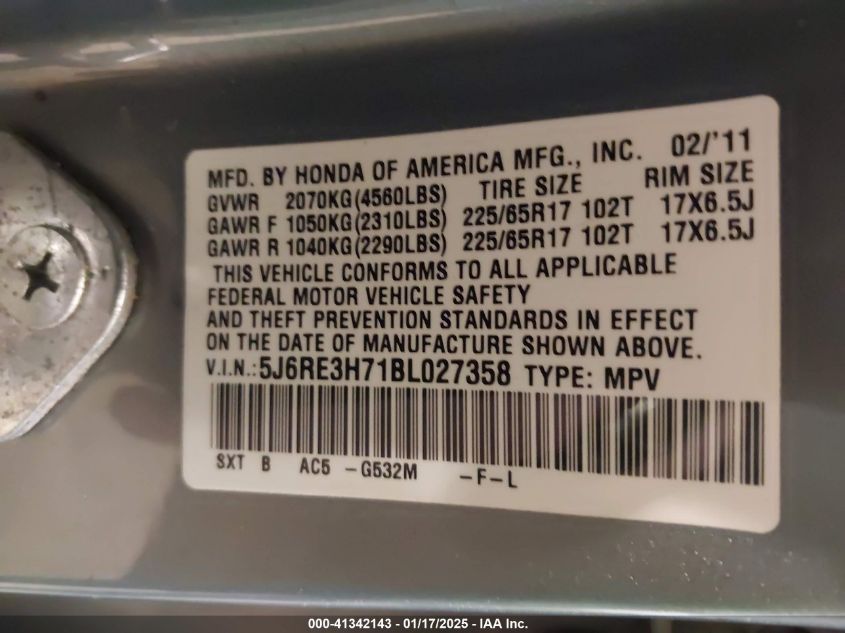 MFD. BY HONDA OF AMERICA MFG., INC. 02/'11
GVWR 2070KG(4560LBS) TIRE SIZE RIM SIZE
GAWR F 1050KG(2310LBS) 225/65R17 102T 17X6.5J
GAWR R 1040KG(2290LBS) 225/65R17 102T 17X6.5J
THIS VEHICLE CONFORMS TO ALL APPLICABLE
FEDERAL MOTOR VEHICLE SAFETY
AND THEFT PREVENTION STANDARDS IN EFFECT
ON THE DATE OF MANUFACTURE SHOWN ABOVE.
V.I.N.:5J6RE3H71BL027358 TYPE: MPV
SXT B AC5 -G532M -F-L
000-41342143 - 01/17/2025 - IAA Inc.